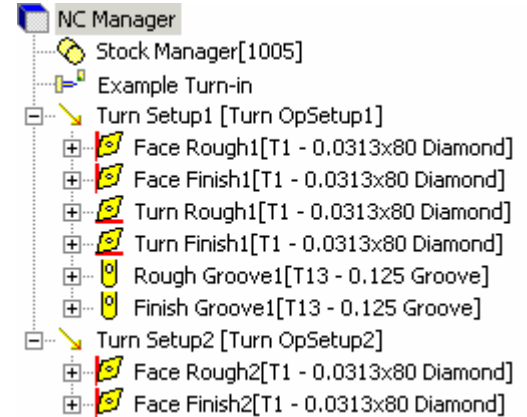 NC Manager
Stock Manager[1005]
Example Turn-in
Turn Setup1 [Turn OpSetup1]
Face Rough1[T1 - 0.0313x80 Diamond]
Face Finish1[T1 - 0.0313x80 Diamond]
Turn Rough1[T1 - 0.0313x80 Diamond]
Turn Finish1[T1 - 0.0313x80 Diamond]
Rough Groove1[T13 - 0.125 Groove]
Finish Groove1[T13 - 0.125 Groove]
Turn Setup2 [Turn OpSetup2]
Face Rough2[T1 - 0.0313x80 Diamond]
Face Finish2[T1 - 0.0313x80 Diamond]